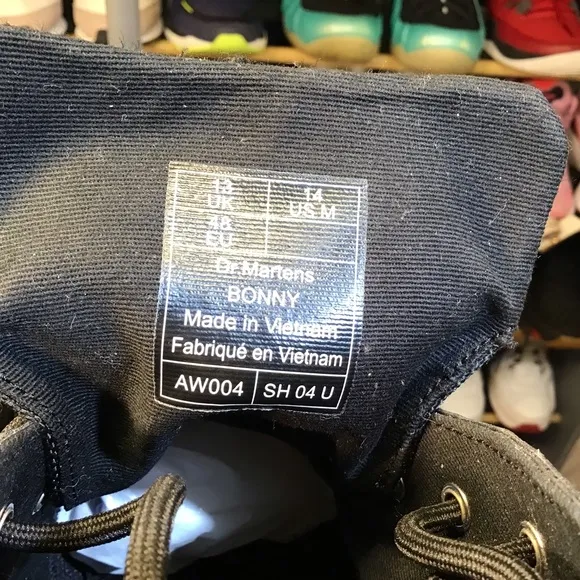 13 UK
14 US M
48 EU
Dr.Martens
BONNY
Made in Vietnam
Fabriqué en Vietnam
AW004
SH 04 U